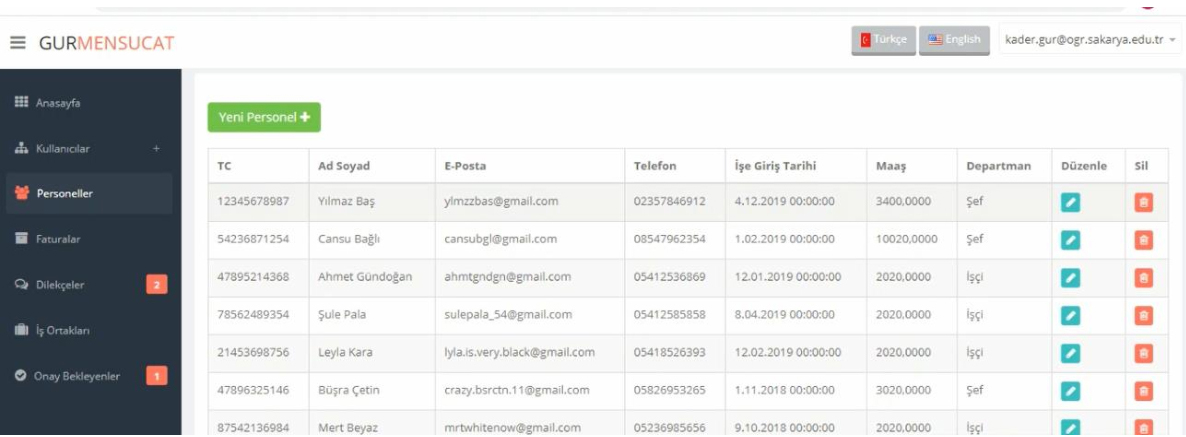 GURMENSUCAT
Türkçe
English
kader.gur@ogr.sakarya.edu.tr
Anasayfa
Kullanıcılar +
Personeller
Faturalar
Dilekçeler 2
İş Ortakları
Onay Bekleyenler 1
Yeni Personel +
TC Ad Soyad E-Posta Telefon İşe Giriş Tarihi Maaş Departman Düzenle Sil
12345678987 Yılmaz Baş ylmzzbas@gmail.com 02357846912 4.12.2019 00:00:00 3400,0000 Şef
54236871254 Cansu Bağlı cansubgl@gmail.com 08547962354 1.02.2019 00:00:00 10020,0000 Şef
47895214368 Ahmet Gündoğan ahmtgndgn@gmail.com 05412536869 12.01.2019 00:00:00 2020,0000 İşçi
78562489354 Şule Pala sulepala_54@gmail.com 05412585858 8.04.2019 00:00:00 2020,0000 İşçi
21453698756 Leyla Kara lyla.is.very.black@gmail.com 05418526393 12.02.2019 00:00:00 2020,0000 İşçi
47896325146 Büşra Çetin crazy.bsrctn.11@gmail.com 05826953265 1.11.2018 00:00:00 3020,0000 Şef
87542136984 Mert Beyaz mrtwhitenow@gmail.com 05236985656 9.10.2018 00:00:00 2020,0000 İşçi